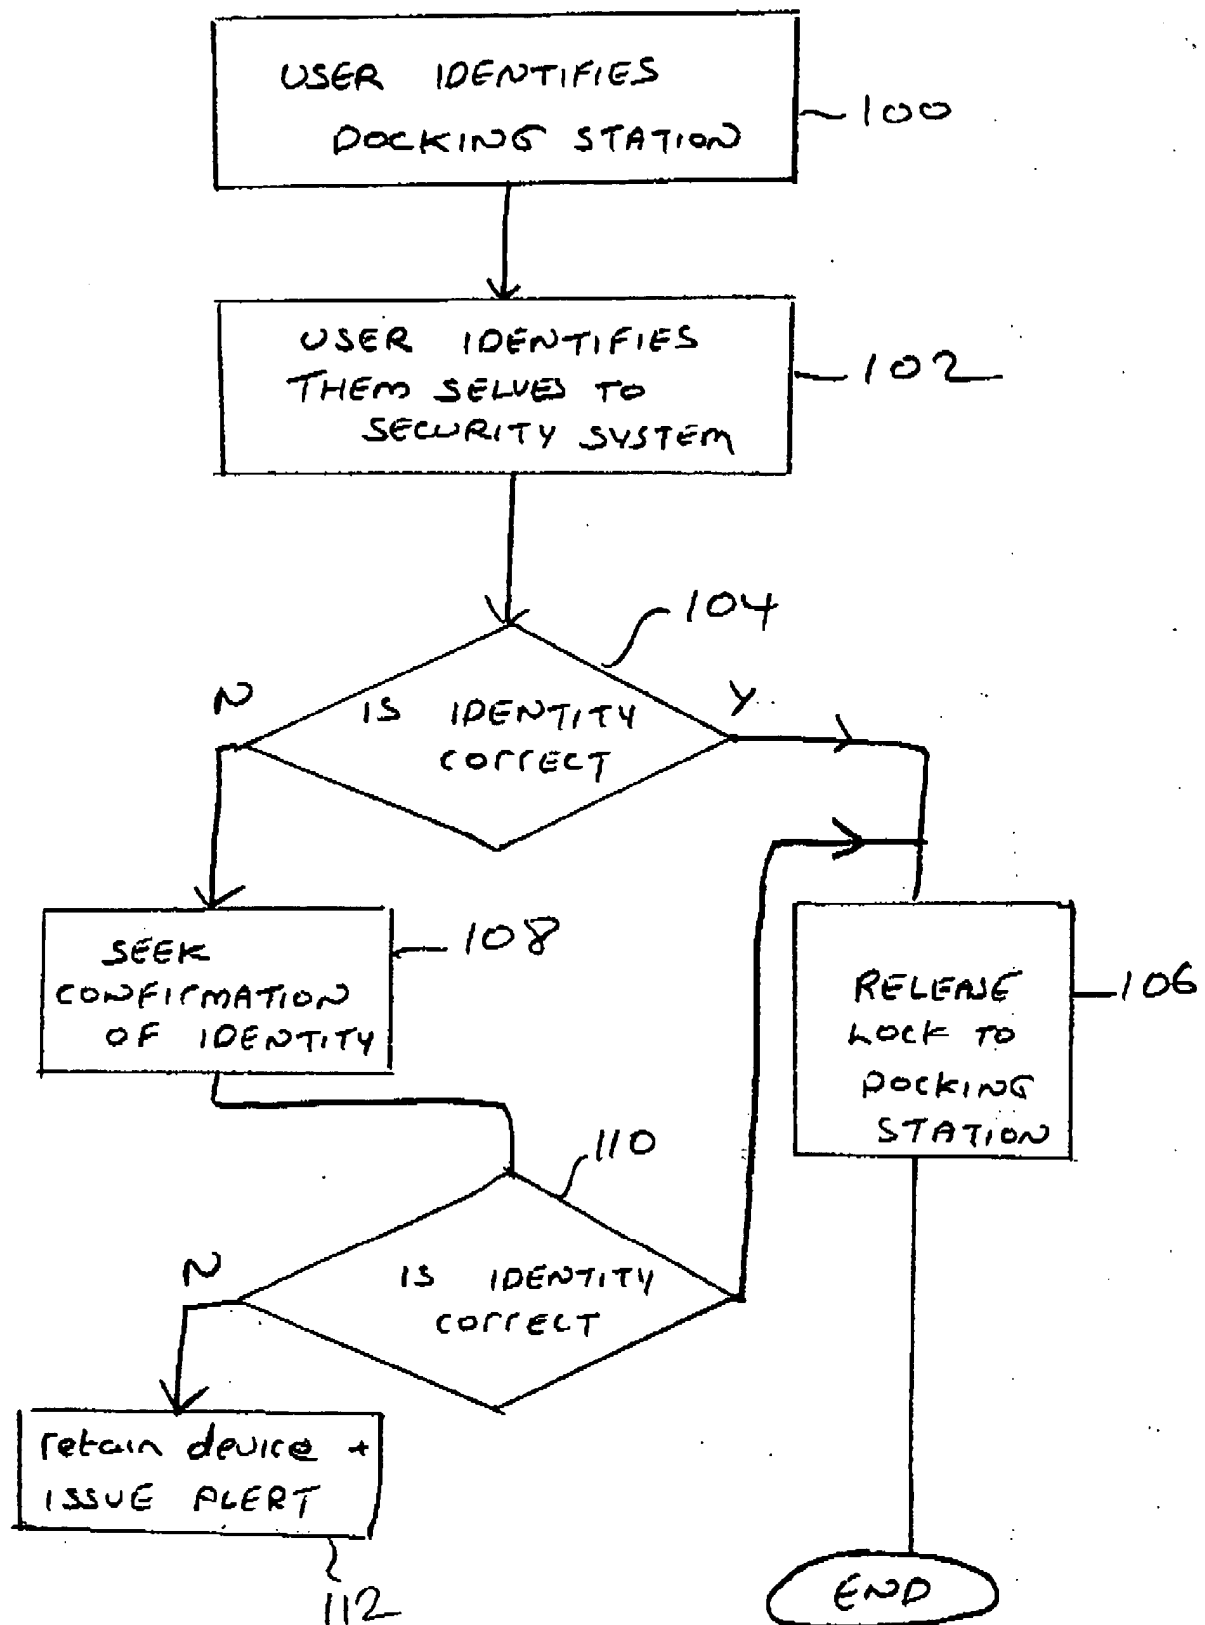 USER IDENTIFIES
DOCKING STATION
100
USER IDENTIFIES
THEM SELVES TO
SECURITY SYSTEM
102
104
N
Y
IS IDENTITY
CORRECT
SEEK
CONFIRMATION
OF IDENTITY
108
RELEASE
LOCK TO
DOCKING
STATION
106
110
N
IS IDENTITY
CORRECT
retain device +
ISSUE ALERT
112
END